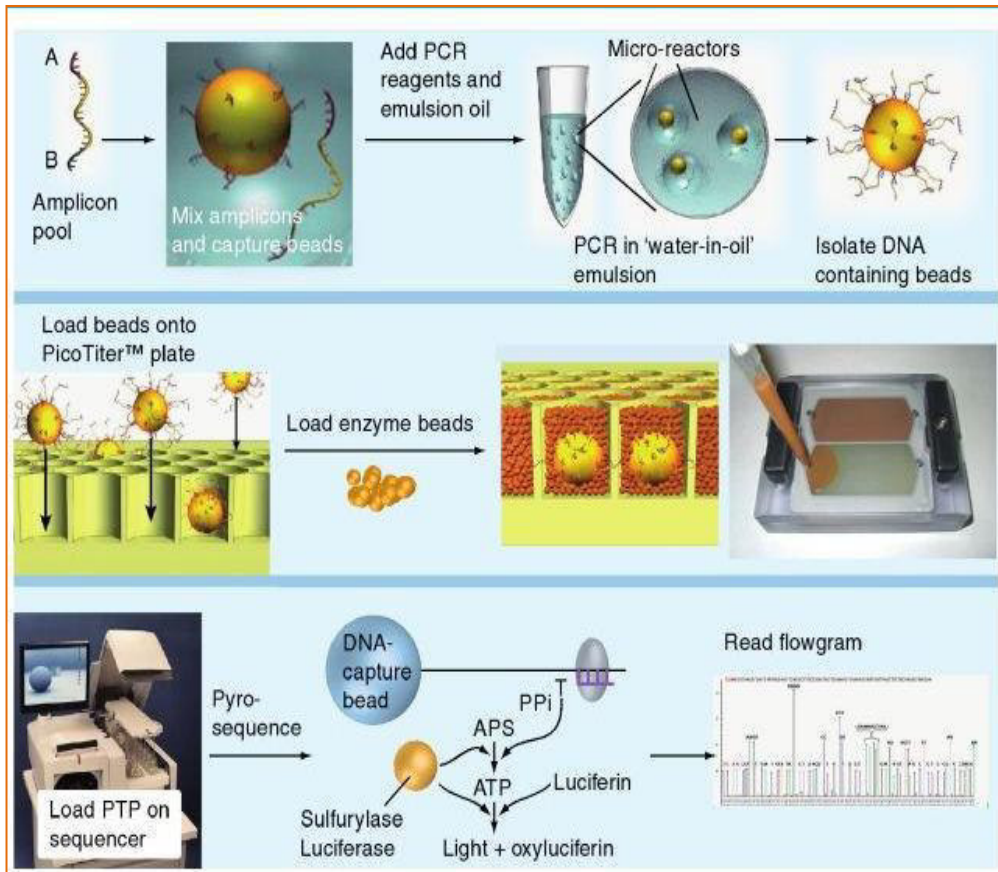 A
B
Amplicon
pool
Mix amplicons
and capture beads
Add PCR
reagents and
emulsion oil
Micro-reactors
PCR in 'water-in-oil'
emulsion
Isolate DNA
containing beads
Load beads onto
PicoTiter™ plate
Load enzyme beads
Load PTP on
sequencer
Pyro-
sequence
DNA-
capture
bead
PPi
APS
ATP
Luciferin
Sulfurylase
Luciferase
Light + oxyluciferin
Read flowgram